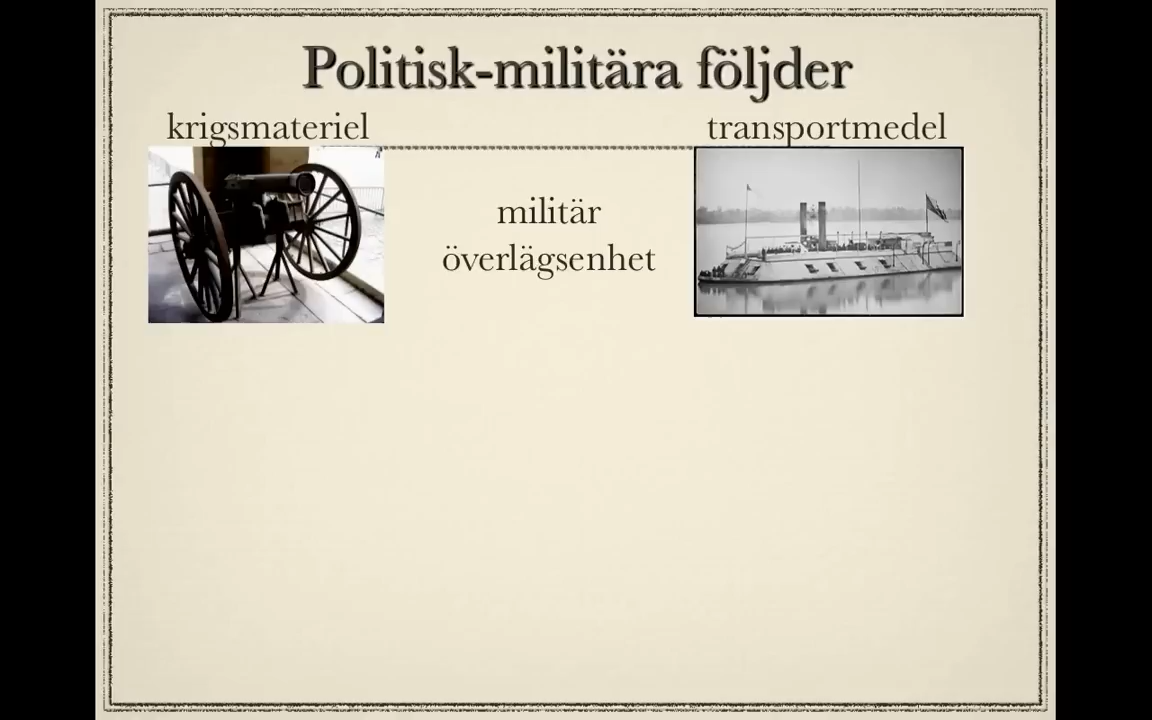 Politisk-militära följder
krigsmateriel
transportmedel
militär
överlägsenhet